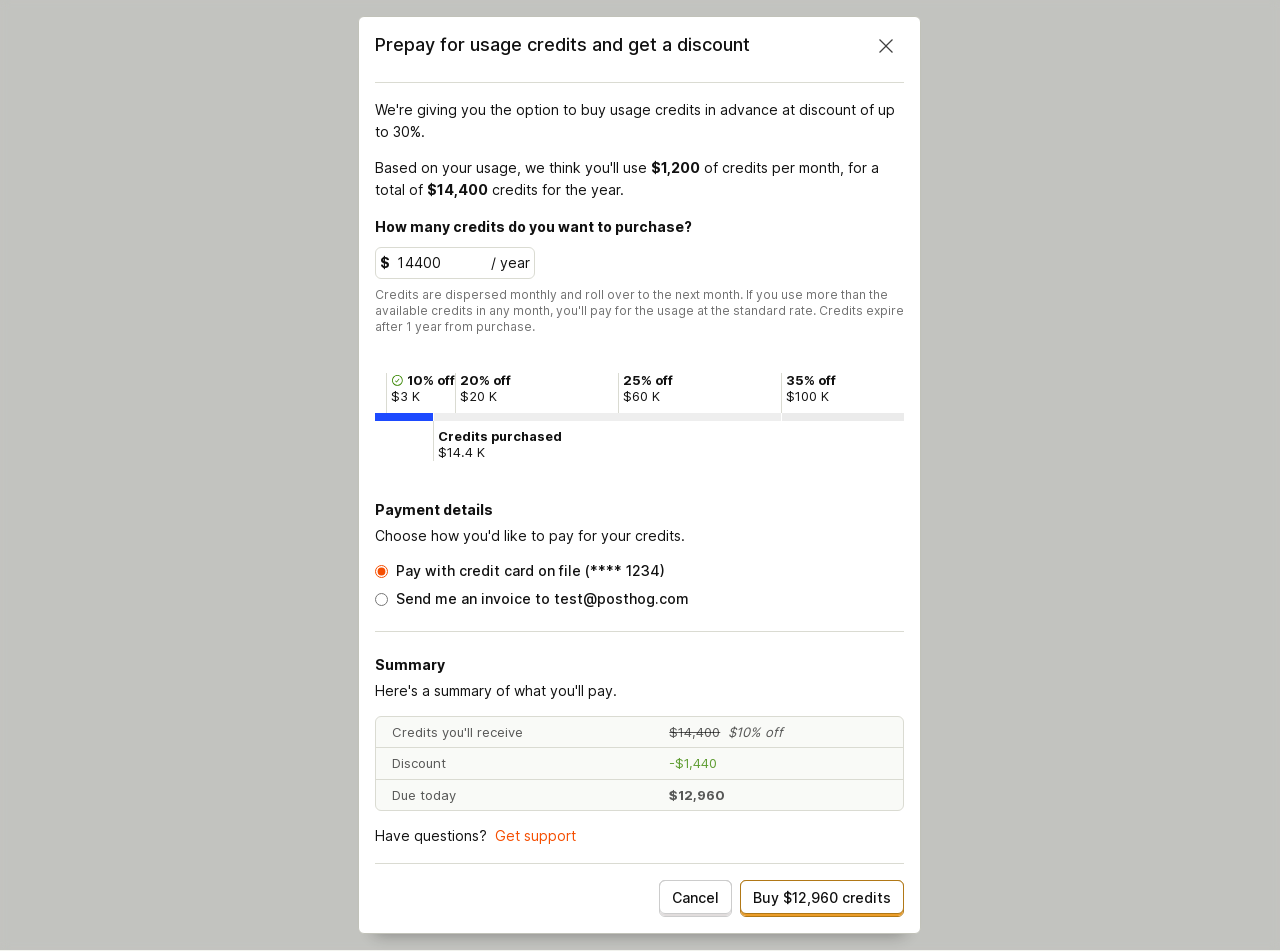 Prepay for usage credits and get a discount
We're giving you the option to buy usage credits in advance at discount of up
to 30%.
Based on your usage, we think you'll use $1,200 of credits per month, for a
total of $14,400 credits for the year.
How many credits do you want to purchase?
$ 14400 / year
Credits are dispersed monthly and roll over to the next month. If you use more than the
available credits in any month, you'll pay for the usage at the standard rate. Credits expire
after 1 year from purchase.
10% off 20% off 25% off 35% off
$3 K $20 K $60 K $100 K
Credits purchased
$14.4 K
Payment details
Choose how you'd like to pay for your credits.
Pay with credit card on file (**** 1234)
Send me an invoice to test@posthog.com
Summary
Here's a summary of what you'll pay.
Credits you'll receive $14,400 $10% off
Discount -$1,440
Due today $12,960
Have questions? Get support
Cancel Buy $12,960 credits